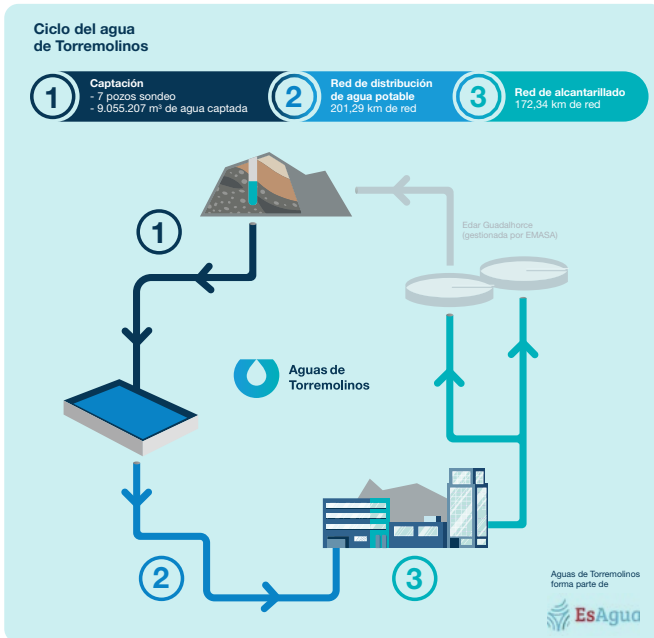 Ciclo del agua
de Torremolinos
1
Captación
- 7 pozos sondeo
- 9.055.207 m³ de agua captada
2
Red de distribución
de agua potable
201,29 km de red
3
Red de alcantarillado
172,34 km de red
1
Edar Guadalhorce
(gestionada por EMASA)
Aguas de
Torremolinos
2
3
Aguas de Torremolinos
forma parte de
EsAgua